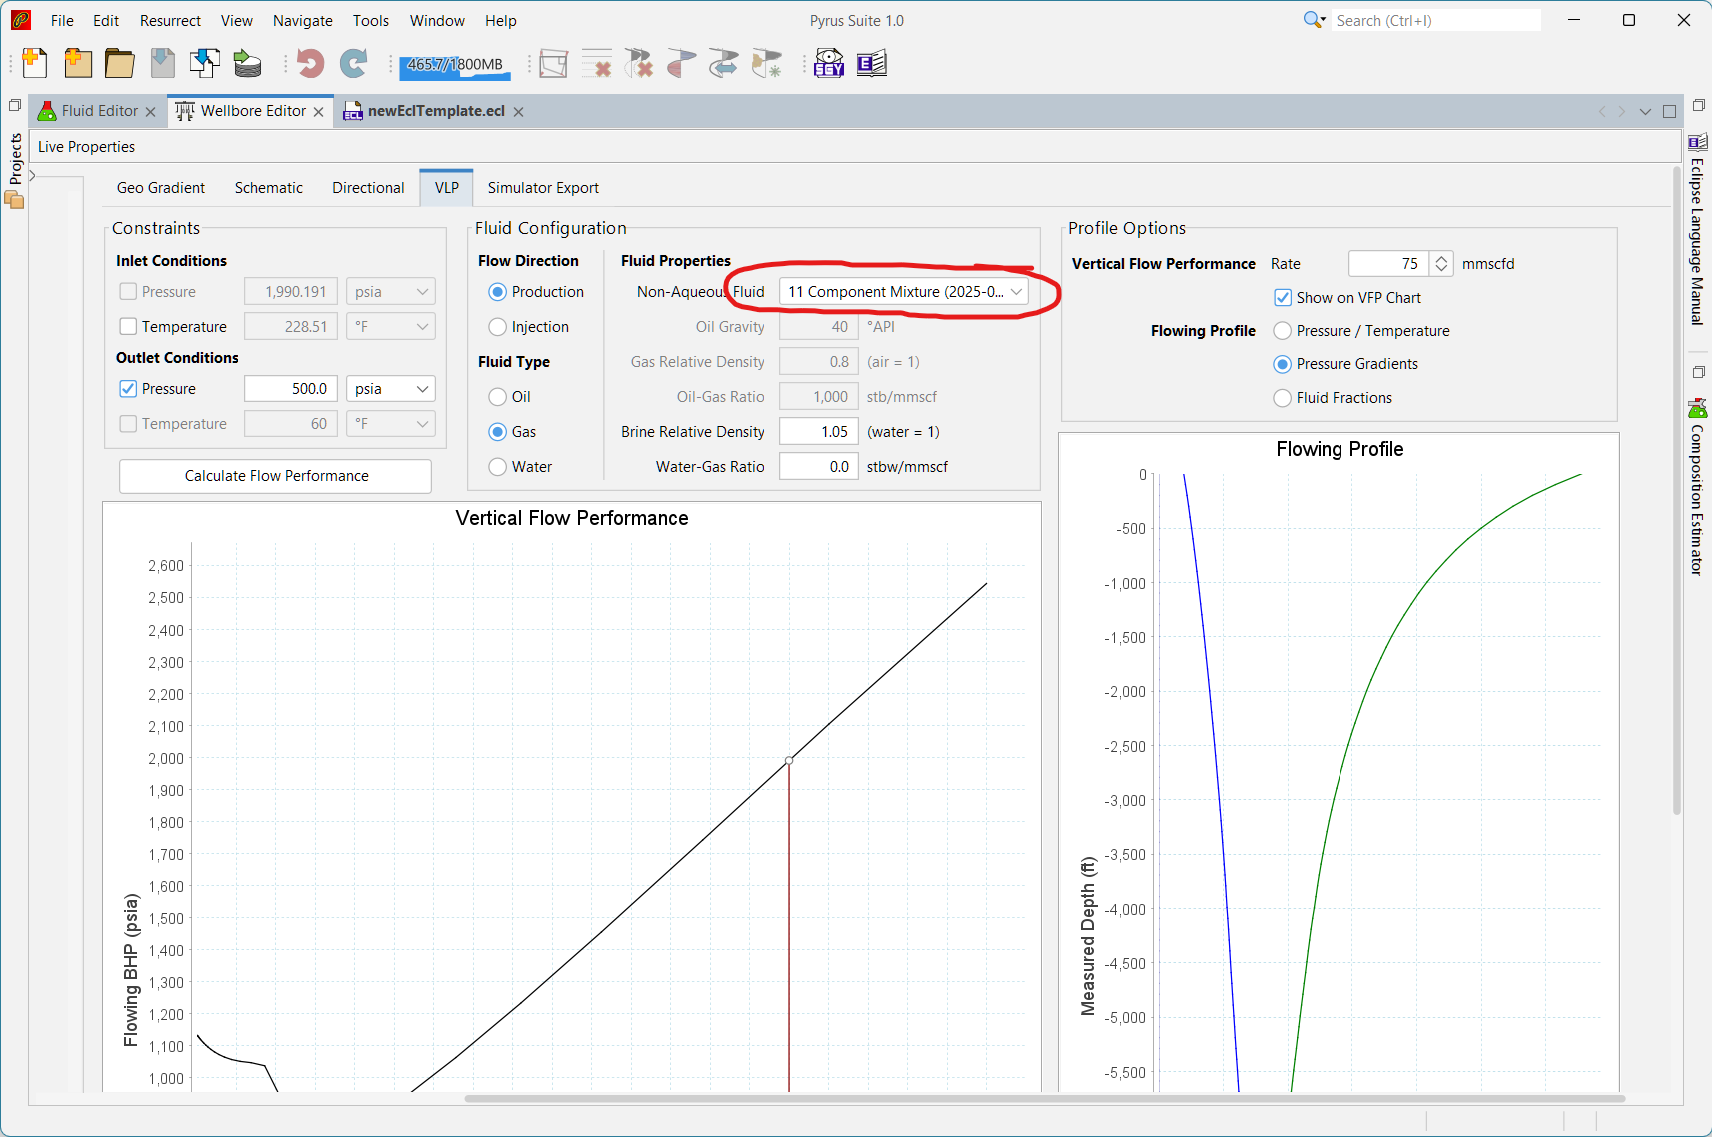 File Edit Resurrect View Navigate Tools Window Help
Pyrus Suite 1.0
Search (Ctrl+I)
465.7/1800MB
SGY
E
Fluid Editor
Wellbore Editor
ECL newEclTemplate.ecl
Live Properties
Projects
Geo Gradient Schematic Directional VLP Simulator Export
Constraints
Inlet Conditions
Pressure 1,990.191 psia
Temperature 228.51 °F
Outlet Conditions
Pressure 500.0 psia
Temperature 60 °F
Calculate Flow Performance
Fluid Configuration
Flow Direction
Production
Injection
Fluid Type
Oil
Gas
Water
Fluid Properties
Non-Aqueous Fluid 11 Component Mixture (2025-0...
Oil Gravity 40 °API
Gas Relative Density 0.8 (air = 1)
Oil-Gas Ratio 1,000 stb/mmscf
Brine Relative Density 1.05 (water = 1)
Water-Gas Ratio 0.0 stbw/mmscf
Profile Options
Vertical Flow Performance Rate 75 mmscfd
Show on VFP Chart
Flowing Profile Pressure / Temperature
Pressure Gradients
Fluid Fractions
Vertical Flow Performance
Flowing BHP (psia)
2,600
2,500
2,400
2,300
2,200
2,100
2,000
1,900
1,800
1,700
1,600
1,500
1,400
1,300
1,200
1,100
1,000
Flowing Profile
Measured Depth (ft)
0
-500
-1,000
-1,500
-2,000
-2,500
-3,000
-3,500
-4,000
-4,500
-5,000
-5,500
Eclipse Language Manual
Composition Estimator